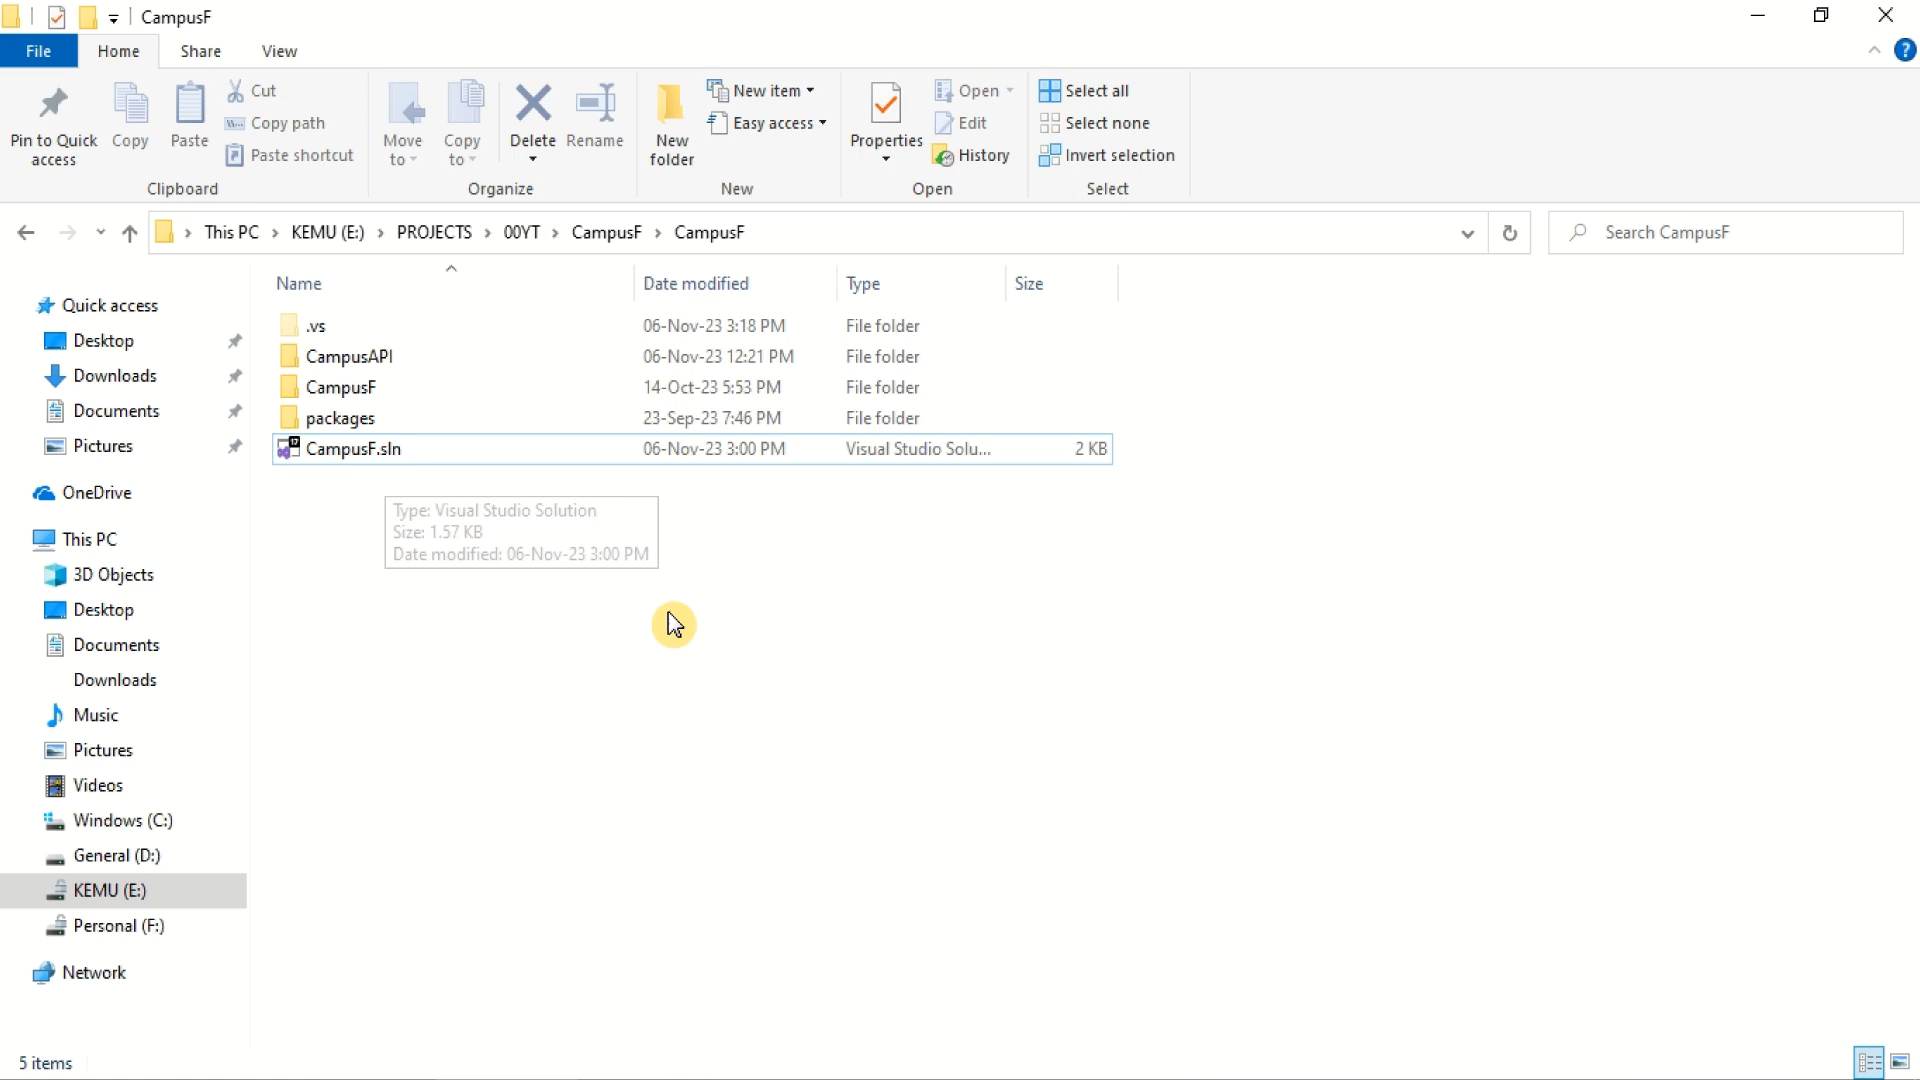 CampusF
File Home Share View
Pin to Quick access
Copy
Paste
Cut
Copy path
Paste shortcut
Clipboard
Move to
Copy to
Delete
Rename
Organize
New folder
New item
Easy access
New
Properties
Open
Edit
History
Open
Select all
Select none
Invert selection
Select
This PC > KEMU (E:) > PROJECTS > 00YT > CampusF > CampusF
Search CampusF
Name Date modified Type Size
.vs 06-Nov-23 3:18 PM File folder
CampusAPI 06-Nov-23 12:21 PM File folder
CampusF 14-Oct-23 5:53 PM File folder
packages 23-Sep-23 7:46 PM File folder
CampusF.sln 06-Nov-23 3:00 PM Visual Studio Solu... 2 KB
Type: Visual Studio Solution
Size: 1.57 KB
Date modified: 06-Nov-23 3:00 PM
Quick access
Desktop
Downloads
Documents
Pictures
OneDrive
This PC
3D Objects
Desktop
Documents
Downloads
Music
Pictures
Videos
Windows (C:)
General (D:)
KEMU (E:)
Personal (F:)
Network
5 items